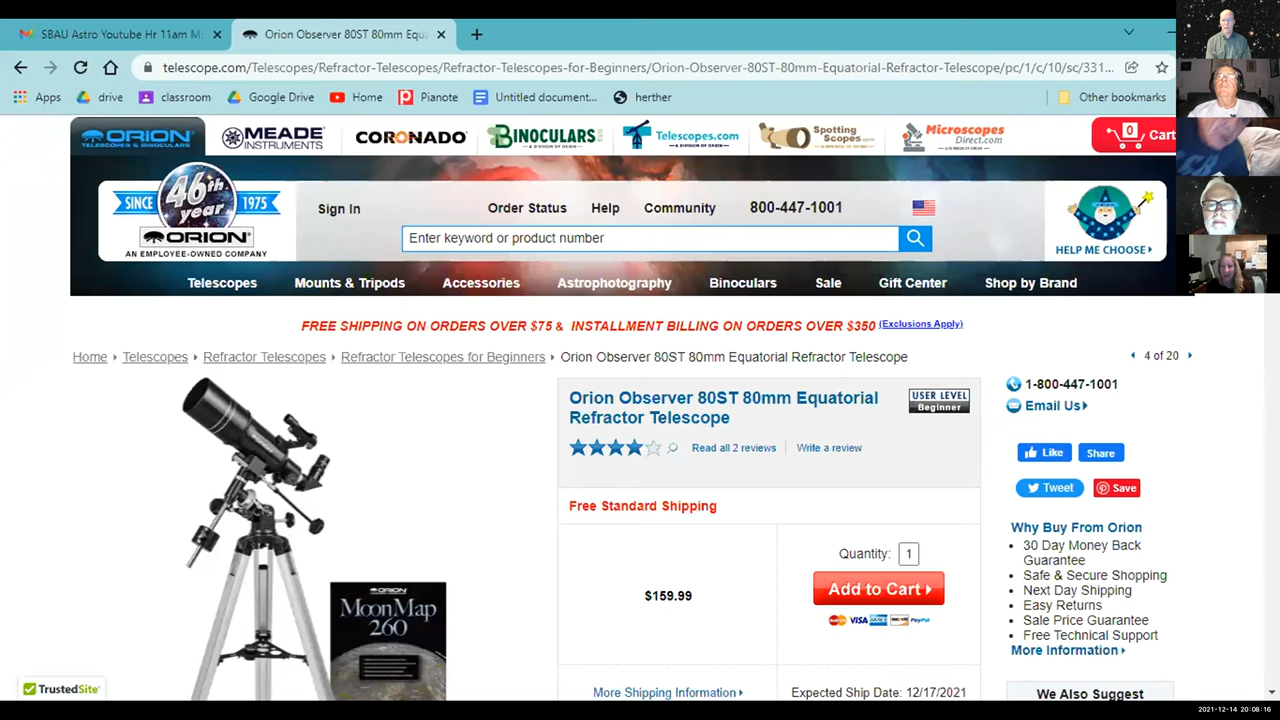 SBAU Astro Youtube Hr 11am M
Orion Observer 80ST 80mm Equa
telescope.com/Telescopes/Refractor-Telescopes/Refractor-Telescopes-for-Beginners/Orion-Observer-80ST-80mm-Equatorial-Refractor-Telescope/pc/1/c/10/sc/331...
Apps drive classroom Google Drive Home Pianote Untitled document... herther Other bookmarks
ORION MEADE CORONADO BINOCULARS Telescopes.com Spotting Microscopes 0 Cart
TELESCOPES & BINOCULARS INSTRUMENTS Scopes Direct.com
46th
SINCE year 1975
Sign In Order Status Help Community 800-447-1001
ORION
Enter keyword or product number
AN EMPLOYEE-OWNED COMPANY
HELP ME CHOOSE
Telescopes Mounts & Tripods Accessories Astrophotography Binoculars Sale Gift Center Shop by Brand
FREE SHIPPING ON ORDERS OVER $75 & INSTALLMENT BILLING ON ORDERS OVER $350 (Exclusions Apply)
Home Telescopes Refractor Telescopes Refractor Telescopes for Beginners Orion Observer 80ST 80mm Equatorial Refractor Telescope 4 of 20
Orion Observer 80ST 80mm Equatorial
Refractor Telescope
USER LEVEL
Beginner
Read all 2 reviews Write a review
Free Standard Shipping
Quantity: 1
$159.99
Add to Cart
VISA PayPal
More Shipping Information Expected Ship Date: 12/17/2021
ORION
MoonMap
260
TrustedSite
1-800-447-1001
Email Us
Like Share
Tweet Save
Why Buy From Orion
• 30 Day Money Back
Guarantee
• Safe & Secure Shopping
• Next Day Shipping
• Easy Returns
• Sale Price Guarantee
• Free Technical Support
More Information
We Also Suggest
2021-12-14 20:08:16